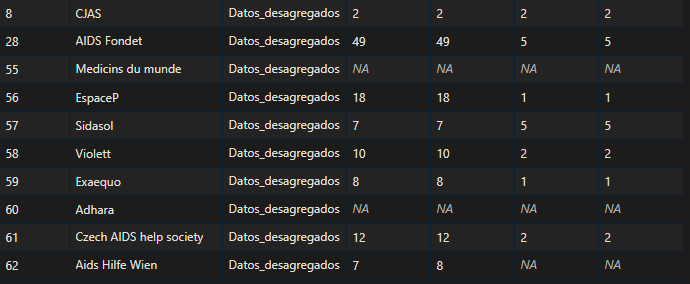 8 CJAS Datos_desagregados 2 2 2 2
28 AIDS Fondet Datos_desagregados 49 49 5 5
55 Medicins du munde Datos_desagregados NA NA NA NA
56 EspaceP Datos_desagregados 18 18 1 1
57 Sidasol Datos_desagregados 7 7 5 5
58 Violett Datos_desagregados 10 10 2 2
59 Exaequo Datos_desagregados 8 8 1 1
60 Adhara Datos_desagregados NA NA NA NA
61 Czech AIDS help society Datos_desagregados 12 12 2 2
62 Aids Hilfe Wien Datos_desagregados 7 8 NA NA